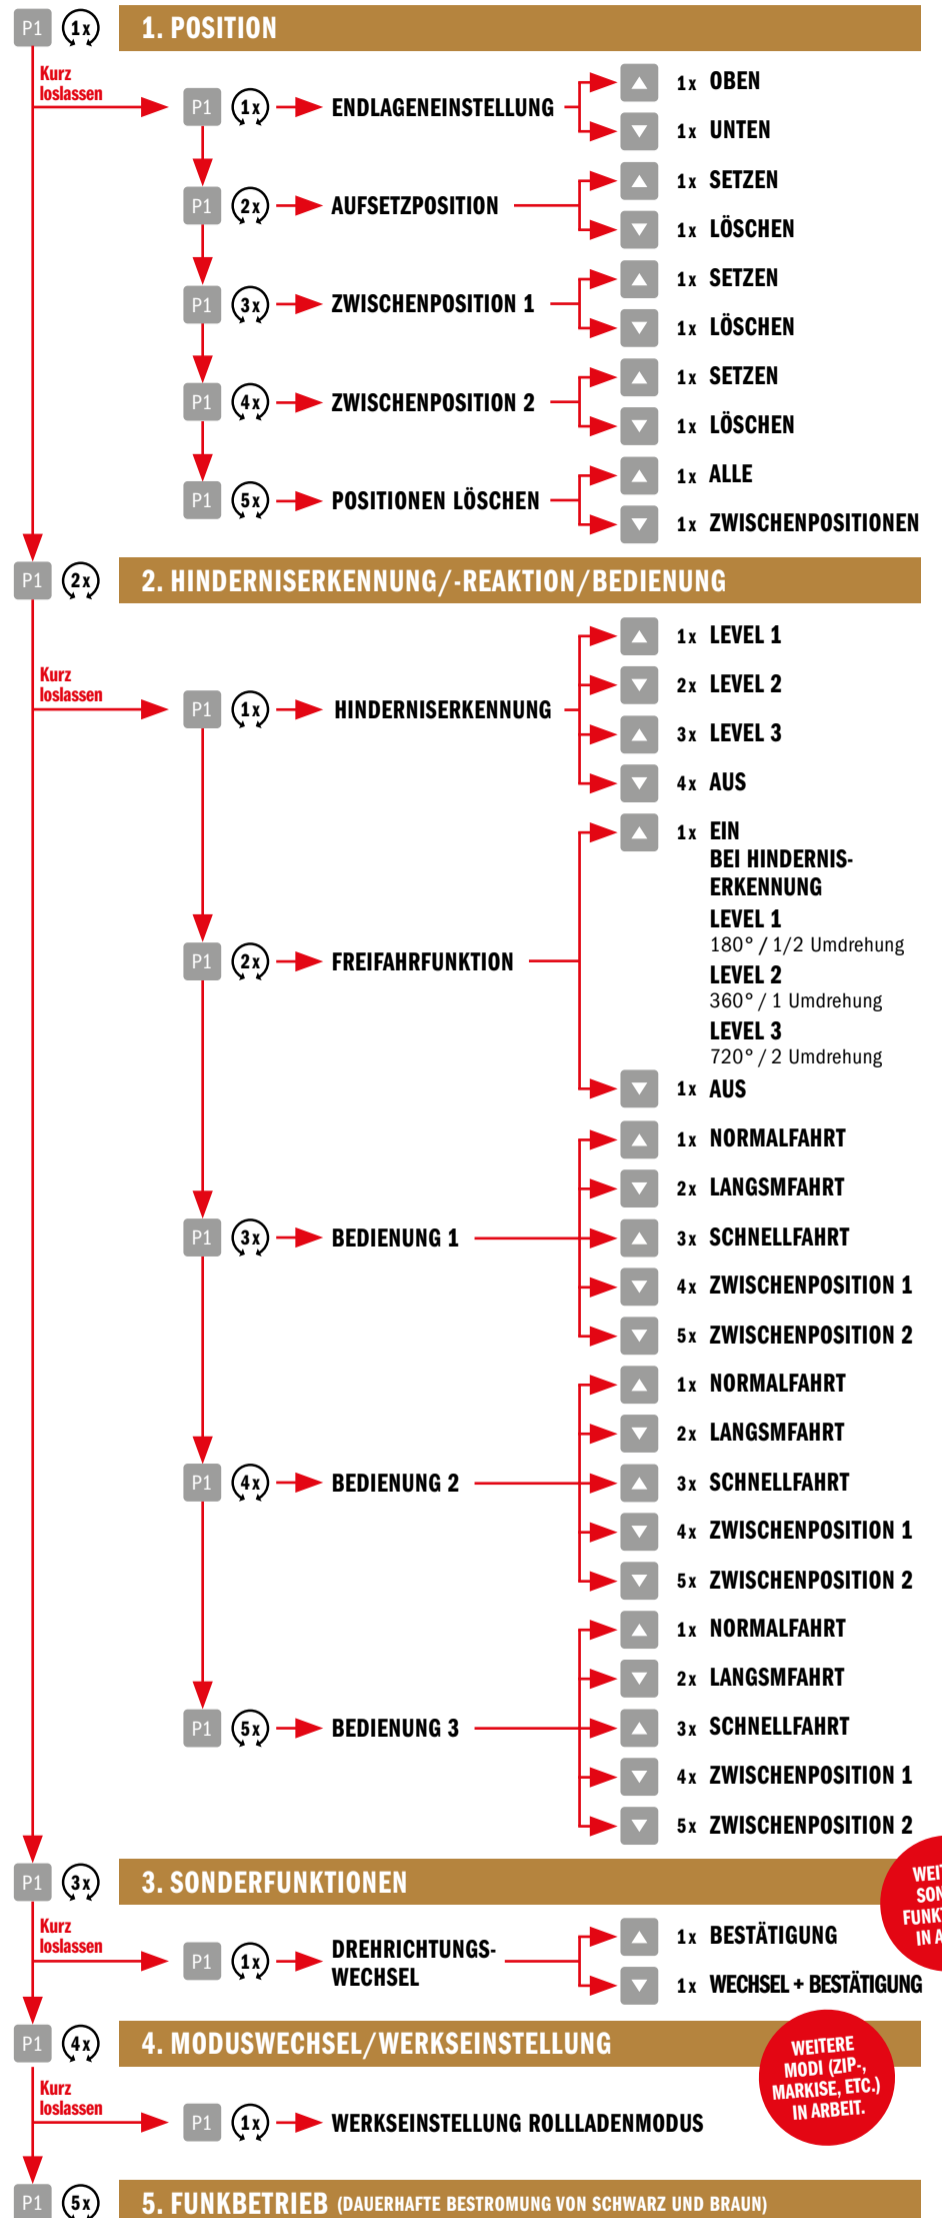 P1 1x 1. POSITION
Kurz
loslassen
P1 1x ENDLAGENEINSTELLUNG
1x OBEN
1x UNTEN
P1 2x AUFSETZPOSITION
1x SETZEN
1x LÖSCHEN
P1 3x ZWISCHENPOSITION 1
1x SETZEN
1x LÖSCHEN
P1 4x ZWISCHENPOSITION 2
1x SETZEN
1x LÖSCHEN
P1 5x POSITIONEN LÖSCHEN
1x ALLE
1x ZWISCHENPOSITIONEN
P1 2x 2. HINDERNISERKENNUNG/-REAKTION/BEDIENUNG
Kurz
loslassen
P1 1x HINDERNISERKENNUNG
1x LEVEL 1
2x LEVEL 2
3x LEVEL 3
4x AUS
P1 2x FREIFAHRFUNKTION
1x EIN
BEI HINDERNIS-
ERKENNUNG
LEVEL 1
180° / 1/2 Umdrehung
LEVEL 2
360° / 1 Umdrehung
LEVEL 3
720° / 2 Umdrehung
1x AUS
P1 3x BEDIENUNG 1
1x NORMALFAHRT
2x LANGSMFAHRT
3x SCHNELLFAHRT
4x ZWISCHENPOSITION 1
5x ZWISCHENPOSITION 2
P1 4x BEDIENUNG 2
1x NORMALFAHRT
2x LANGSMFAHRT
3x SCHNELLFAHRT
4x ZWISCHENPOSITION 1
5x ZWISCHENPOSITION 2
P1 5x BEDIENUNG 3
1x NORMALFAHRT
2x LANGSMFAHRT
3x SCHNELLFAHRT
4x ZWISCHENPOSITION 1
5x ZWISCHENPOSITION 2
P1 3x 3. SONDERFUNKTIONEN
Kurz
loslassen
P1 1x DREHRICHTUNGS-
WECHSEL
1x BESTÄTIGUNG
1x WECHSEL + BESTÄTIGUNG
P1 4x 4. MODUSWECHSEL/WERKSEINSTELLUNG
WEITERE
MODI (ZIP-,
MARKISE, ETC.)
IN ARBEIT.
Kurz
loslassen
P1 1x WERKSEINSTELLUNG ROLLLADENMODUS
P1 5x 5. FUNKBETRIEB (DAUERHAFTE BESTROMUNG VON SCHWARZ UND BRAUN)